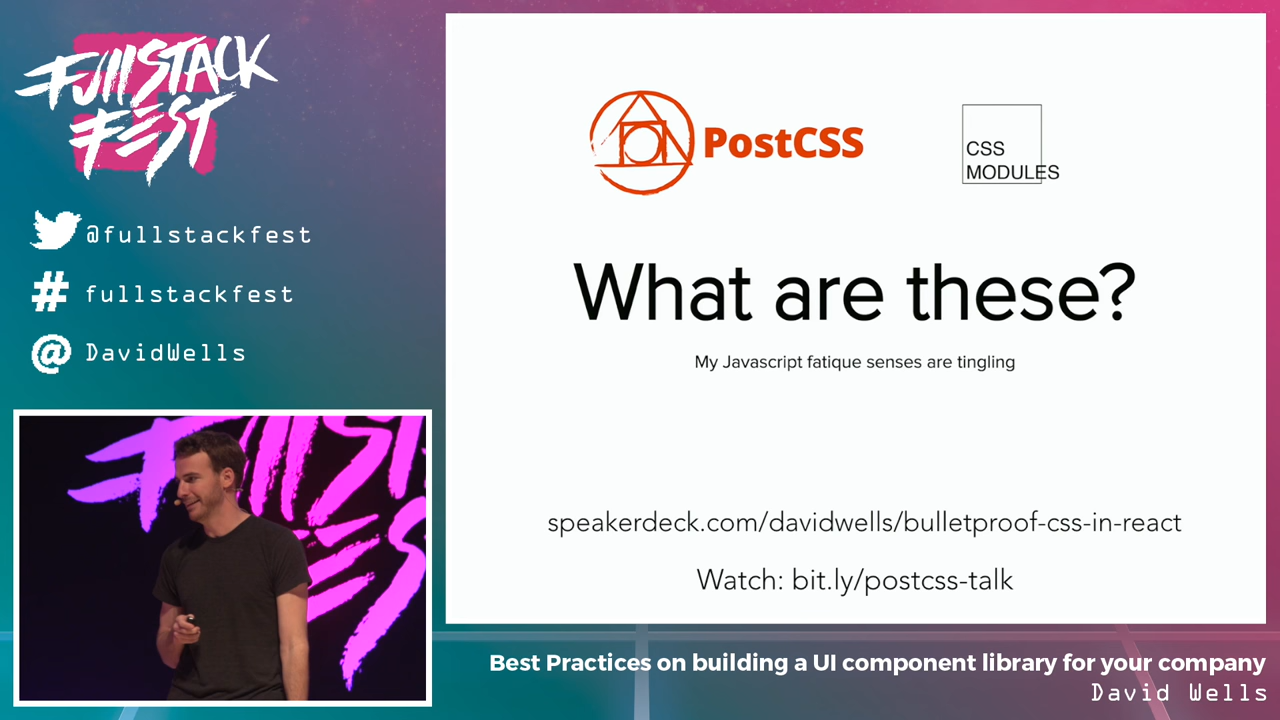 FullSTACK
FEST
@fullstackfest
# fullstackfest
@ DavidWells
PostCSS
CSS
MODULES
What are these?
My Javascript fatique senses are tingling
speakerdeck.com/davidwells/bulletproof-css-in-react
Watch: bit.ly/postcss-talk
Best Practices on building a UI component library for your company
David Wells